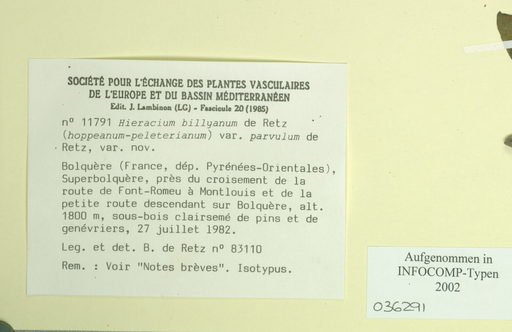 SOCIÉTÉ POUR L'ÉCHANGE DES PLANTES VASCULAIRES
DE L'EUROPE ET DU BASSIN MÉDITERRANÉEN
Edit. J. Lambinon (LG) - Fascicule 20 (1985)
nº 11791 Hieracium billyanum de Retz
(hoppeanum-peleterianum) var. parvulum de
Retz, var. nov.
Bolquère (France, dép. Pyrénées-Orientales),
Superbolquère, près du croisement de la
route de Font-Romeu à Montlouis et de la
petite route descendant sur Bolquère, alt.
1800 m, sous-bois clairsemé de pins et de
genévriers, 27 juillet 1982.
Leg. et det. B. de Retz nº 83110
Rem. : Voir "Notes brèves". Isotypus.
Aufgenommen in
INFOCOMP-Typen
2002
036291